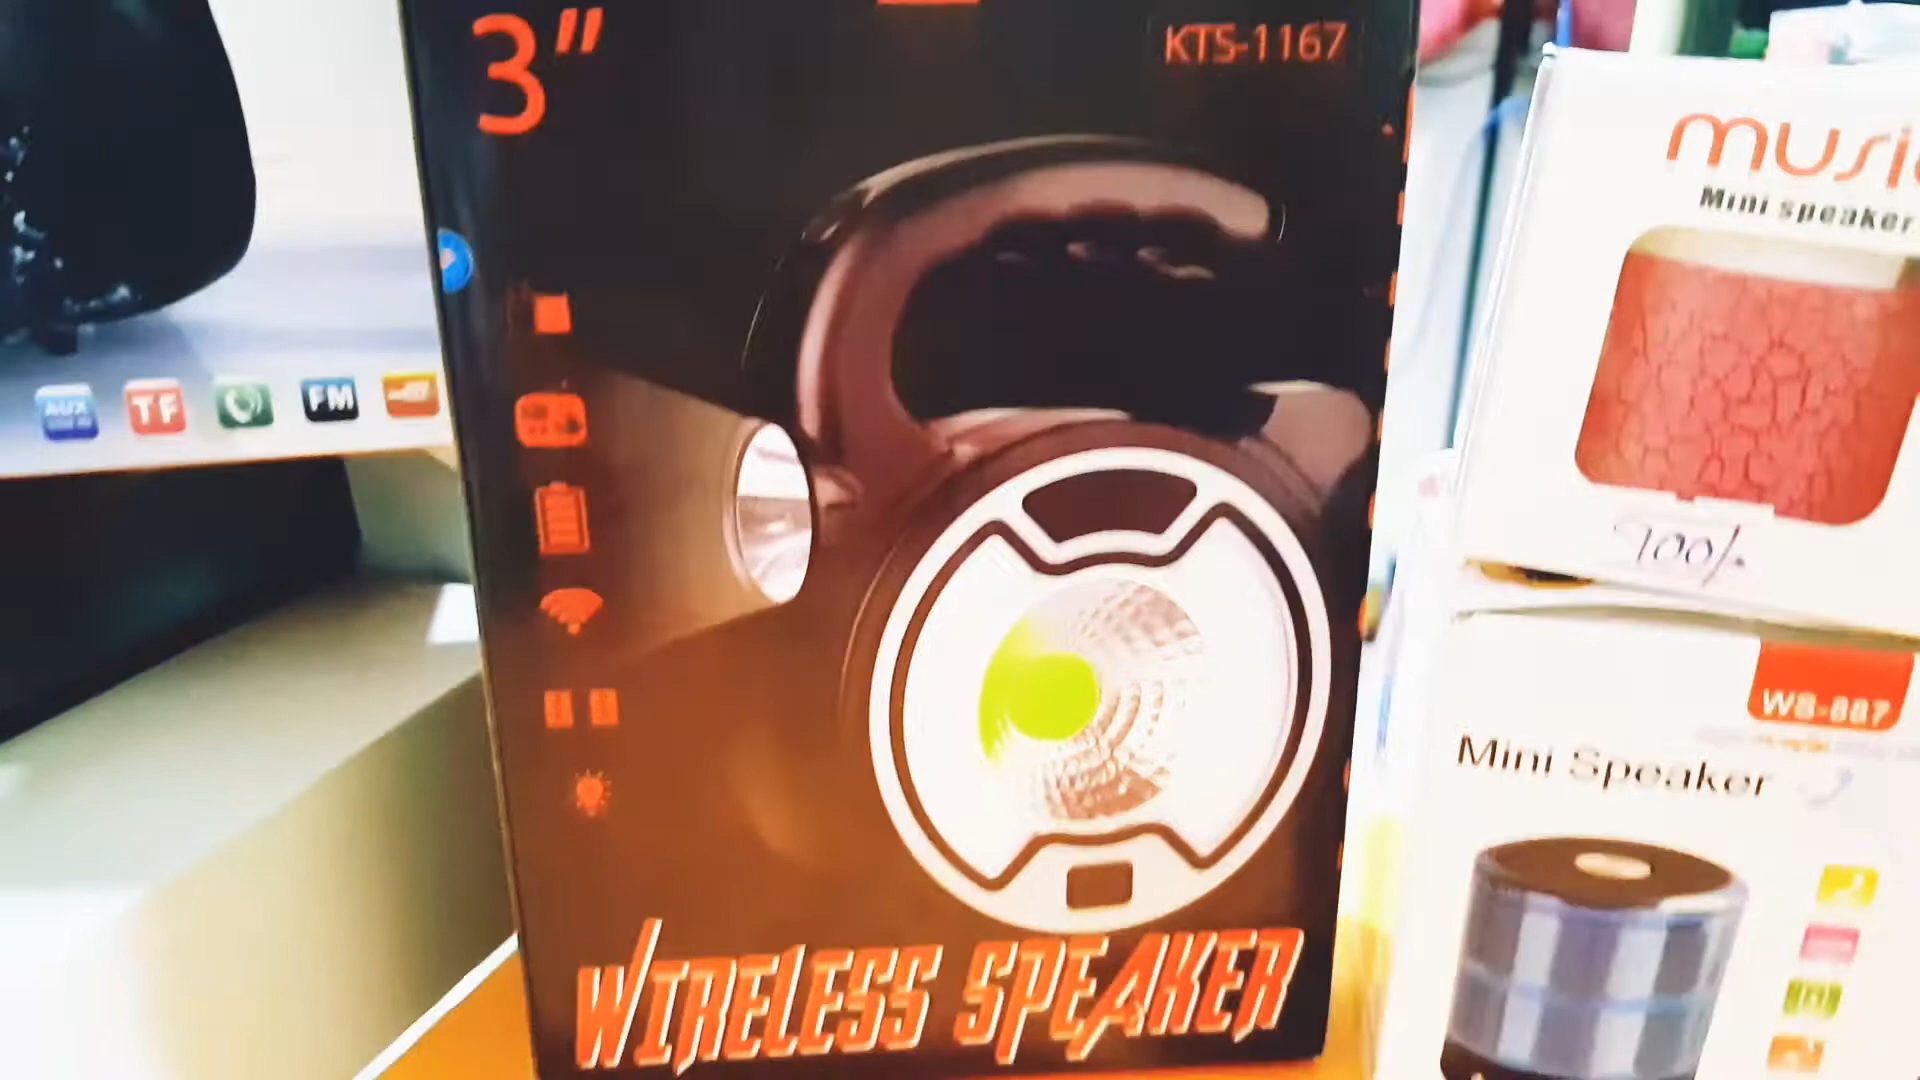 3"
KTS-1167
AUX
TF
FM
WIRELESS SPEAKER
music
Mini speaker
700/.
WS-887
Mini Speaker